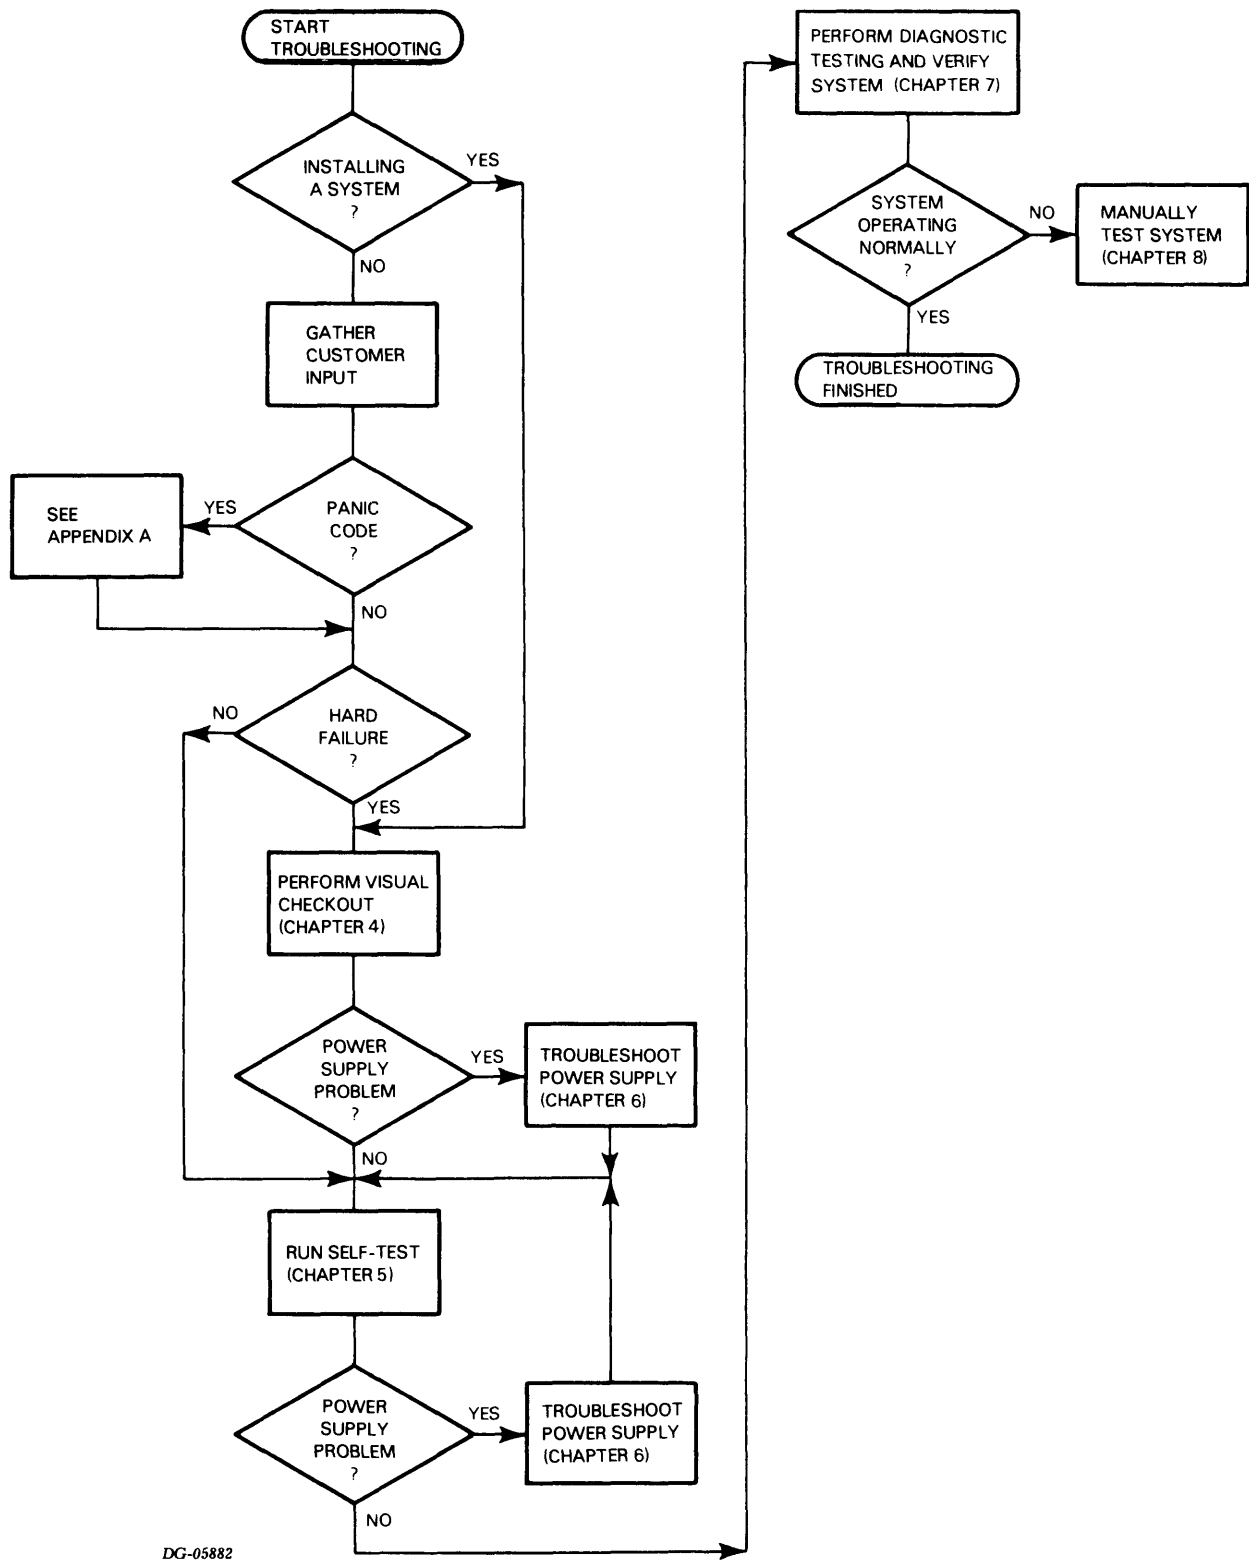 START
TROUBLESHOOTING
INSTALLING
A SYSTEM
?
YES
NO
GATHER
CUSTOMER
INPUT
PANIC
CODE
?
YES
SEE
APPENDIX A
NO
HARD
FAILURE
?
NO
YES
PERFORM VISUAL
CHECKOUT
(CHAPTER 4)
POWER
SUPPLY
PROBLEM
?
YES
TROUBLESHOOT
POWER SUPPLY
(CHAPTER 6)
NO
RUN SELF-TEST
(CHAPTER 5)
POWER
SUPPLY
PROBLEM
?
YES
TROUBLESHOOT
POWER SUPPLY
(CHAPTER 6)
NO
PERFORM DIAGNOSTIC
TESTING AND VERIFY
SYSTEM (CHAPTER 7)
SYSTEM
OPERATING
NORMALLY
?
NO
MANUALLY
TEST SYSTEM
(CHAPTER 8)
YES
TROUBLESHOOTING
FINISHED
DG-05882